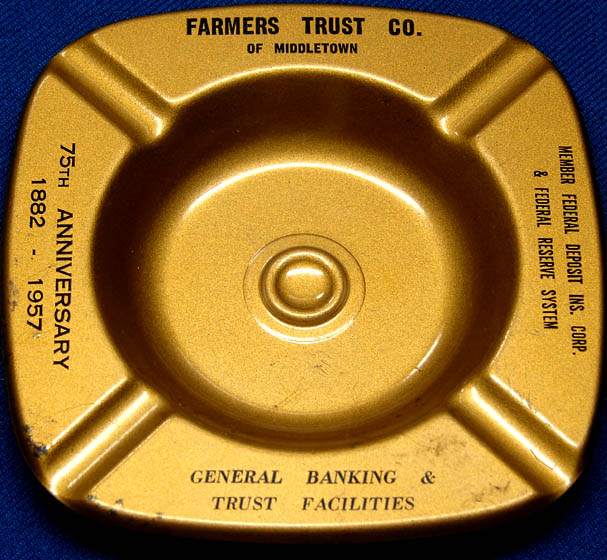 FARMERS TRUST CO.
OF MIDDLETOWN
75TH ANNIVERSARY
1882 - 1957
MEMBER FEDERAL DEPOSIT INS. CORP.
& FEDERAL RESERVE SYSTEM
GENERAL BANKING &
TRUST FACILITIES